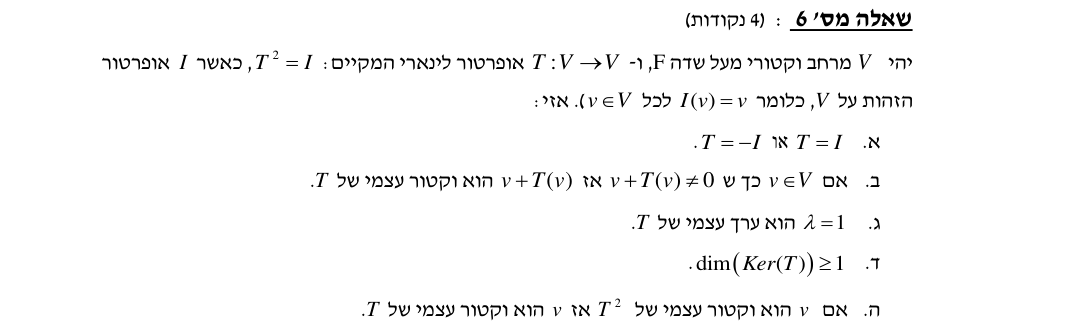 שאלה מס' 6 : (4 נקודות)
יהי V מרחב וקטורי מעל שדה F, ו- T : V → V אופרטור לינארי המקיים: T² = I, כאשר I אופרטור
הזהות על V, כלומר I(v) = v לכל v ∈ V). אזי:
א. T = I או T = −I.
ב. אם v ∈ V כך ש v + T(v) ≠ 0 אז v + T(v) הוא וקטור עצמי של T.
ג. λ = 1 הוא ערך עצמי של T.
ד. dim(Ker(T)) ≥ 1.
ה. אם v הוא וקטור עצמי של T² אז v הוא וקטור עצמי של T.